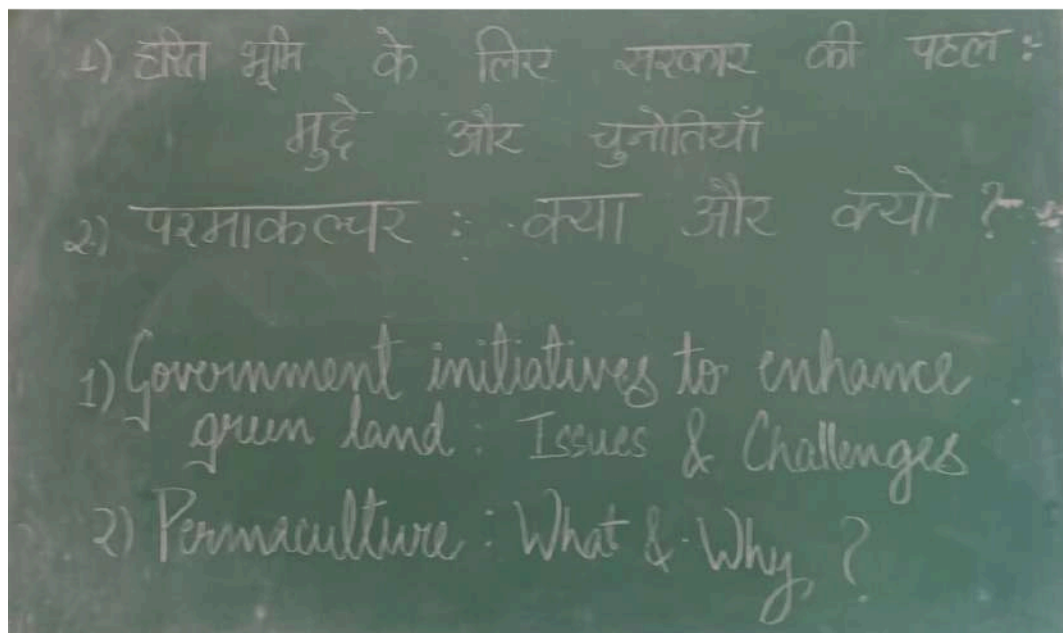 1) हरित भूमि के लिए सरकार की पहल :-
मुद्दे और चुनोतियाँ
2) परमाकल्चर : क्या और क्यो ?
1) Government initiatives to enhance
green land : Issues & Challenges
2) Permaculture : What & Why ?